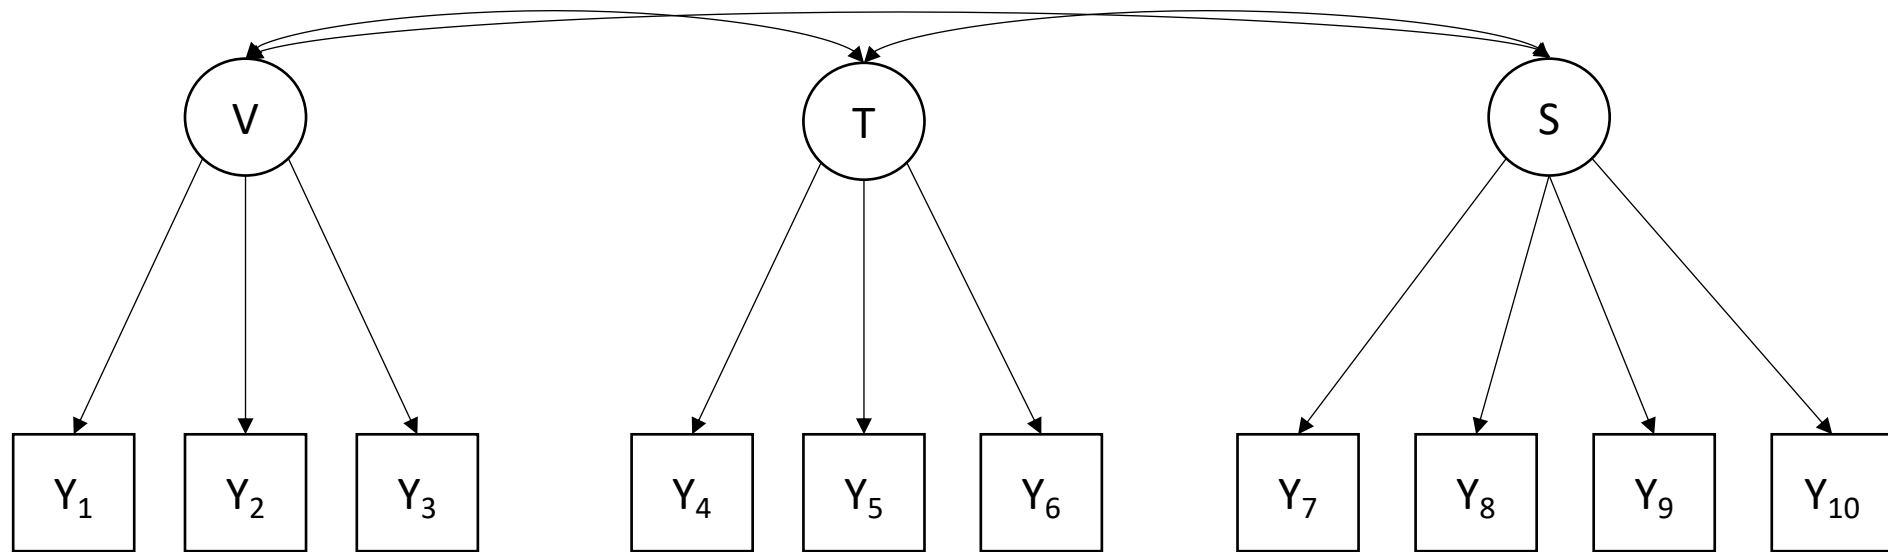 V T S
Y₁ Y₂ Y₃ Y₄ Y₅ Y₆ Y₇ Y₈ Y₉ Y₁₀